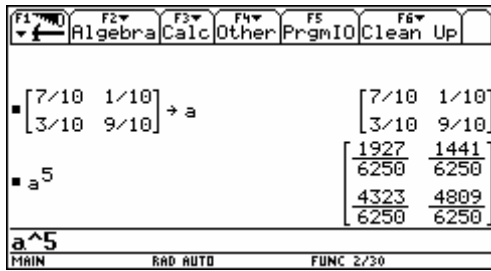 F1 F2 F3 F4 F5 F6
Algebra Calc Other PrgmIO Clean Up
[7/10 1/10] → a [7/10 1/10]
[3/10 9/10] [3/10 9/10]
a^5 [1927/6250 1441/6250]
[4323/6250 4809/6250]
a^5
MAIN RAD AUTO FUNC 2/30